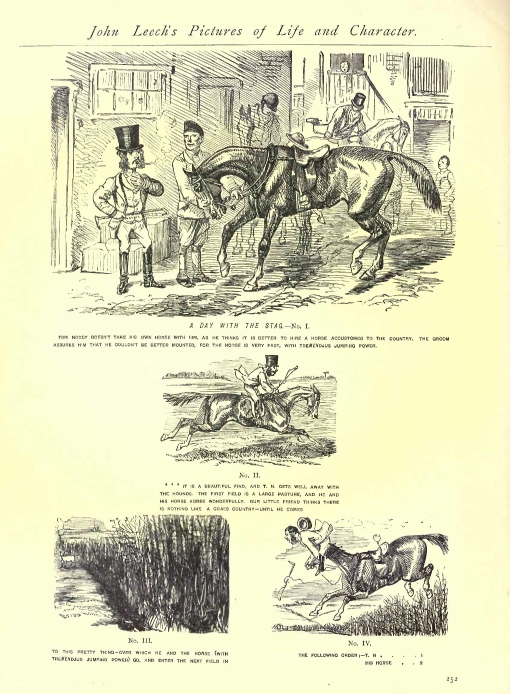 John Leech's Pictures of Life and Character.
A DAY WITH THE STAG.—No. I.
TOM NODDY DOESN'T TAKE HIS OWN HORSE WITH HIM, AS HE THINKS IT IS BETTER TO HIRE A HORSE ACCUSTOMED TO THE COUNTRY. THE GROOM
ASSURES HIM THAT HE COULDN'T BE BETTER MOUNTED, FOR THE HORSE IS VERY FAST, WITH TREMENDJUS JUMPING POWER.
No. II.
* * * IT IS A BEAUTIFUL FIND, AND T. N. GETS WELL AWAY WITH
THE HOUNDS. THE FIRST FIELD IS A LARGE PASTURE, AND HE AND
HIS HORSE AGREE WONDERFULLY. OUR LITTLE FRIEND THINKS THERE
IS NOTHING LIKE A GRASS COUNTRY—UNTIL HE COMES
No. III.
TO THIS PRETTY THING—OVER WHICH HE AND THE HORSE (WITH
TREMENDJUS JUMPING POWER) GO, AND ENTER THE NEXT FIELD IN
No. IV.
THE FOLLOWING ORDER:—T. N . . . . 1
HIS HORSE . . 2
252